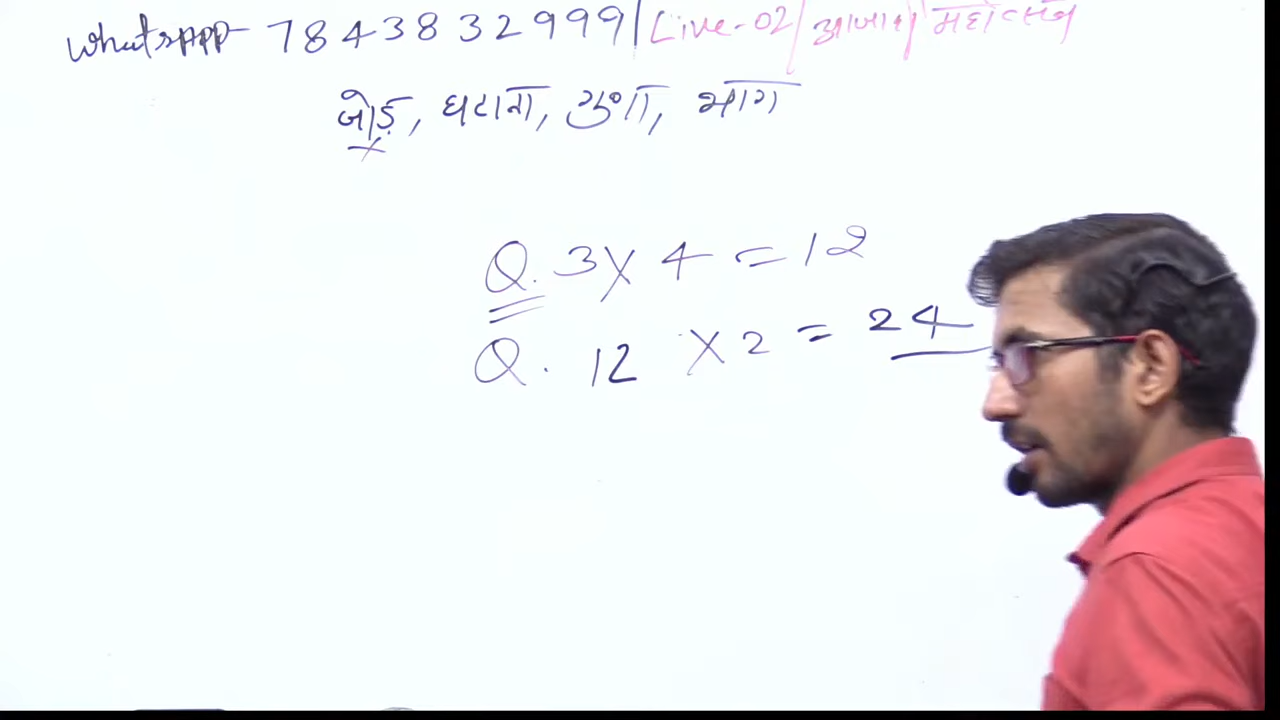 Whatsapp- 7843832999| Live-02/
जोड़, घटाना, गुणा, भाग
Q. 3 X 4 = 12
Q. 12 X 2 = 24